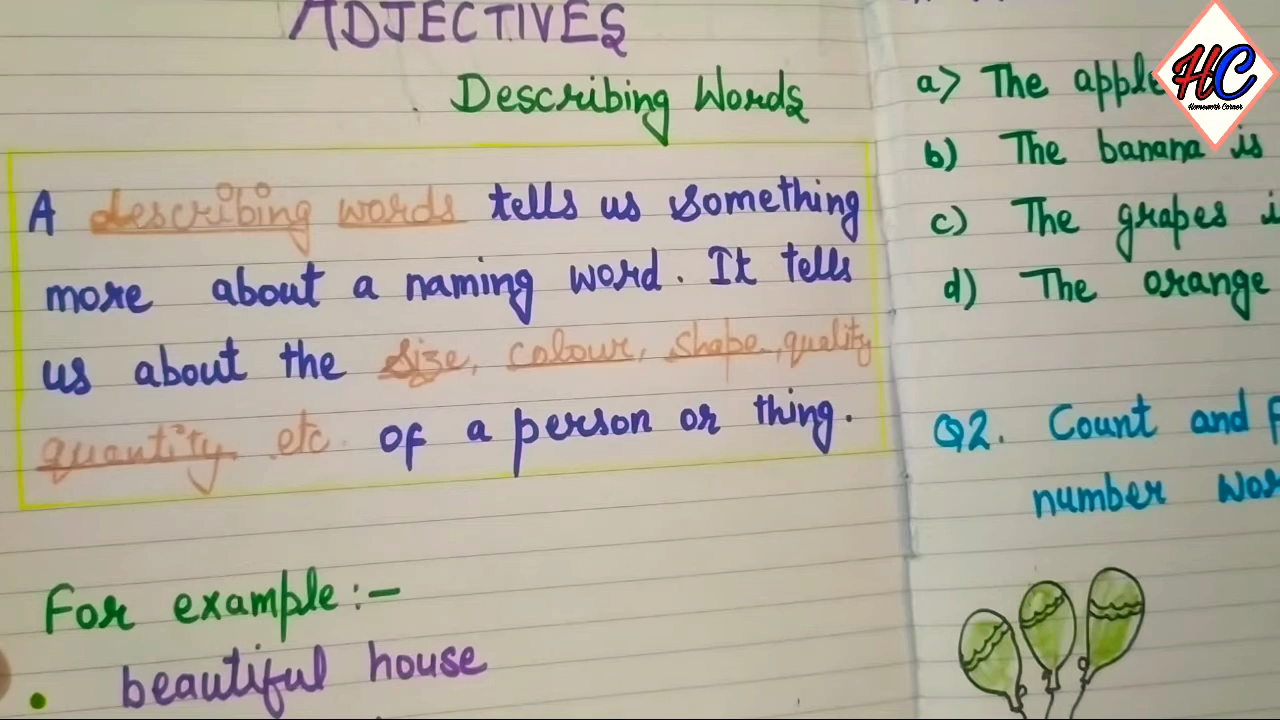 ADJECTIVES
Describing Words
A describing words tells us something
more about a naming word. It tells
us about the size, colour, shape, quality
quantity etc. of a person or thing.
For example:-
• beautiful house
a) The apple
b) The banana is
c) The grapes
d) The orange
Q2. Count and
number
HC
Homework Corner